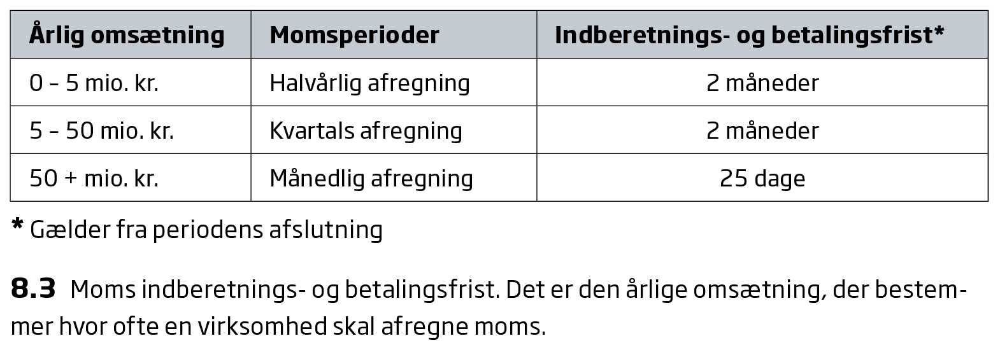 Årlig omsætning Momsperioder Indberetnings- og betalingsfrist*
0 – 5 mio. kr. Halvårlig afregning 2 måneder
5 – 50 mio. kr. Kvartals afregning 2 måneder
50 + mio. kr. Månedlig afregning 25 dage
* Gælder fra periodens afslutning
8.3 Moms indberetnings- og betalingsfrist. Det er den årlige omsætning, der bestem-
mer hvor ofte en virksomhed skal afregne moms.